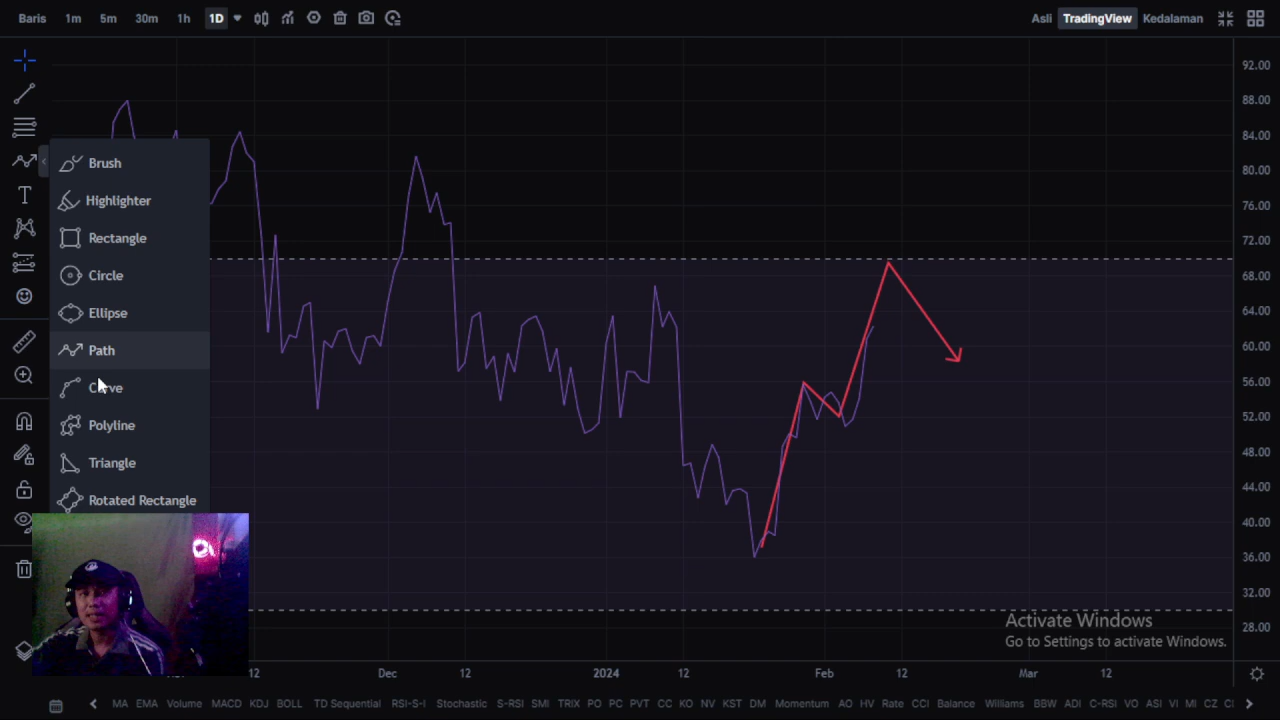 Baris 1m 5m 30m 1h 1D Asli TradingView Kedalaman
92.00
88.00
84.00
80.00
76.00
72.00
68.00
64.00
60.00
56.00
52.00
48.00
44.00
40.00
36.00
32.00
28.00
Brush
Highlighter
Rectangle
Circle
Ellipse
Path
Curve
Polyline
Triangle
Rotated Rectangle
Activate Windows
Go to Settings to activate Windows.
12 Dec 12 2024 12 Feb 12 Mar 12
MA EMA Volume MACD KDJ BOLL TD Sequential RSI-S-I Stochastic S-RSI SMI TRIX PO PC PVT CC KO NV KST DM Momentum AO HV Rate CCI Balance Williams BBW ADI C-RSI VO ASI VI MI CZ